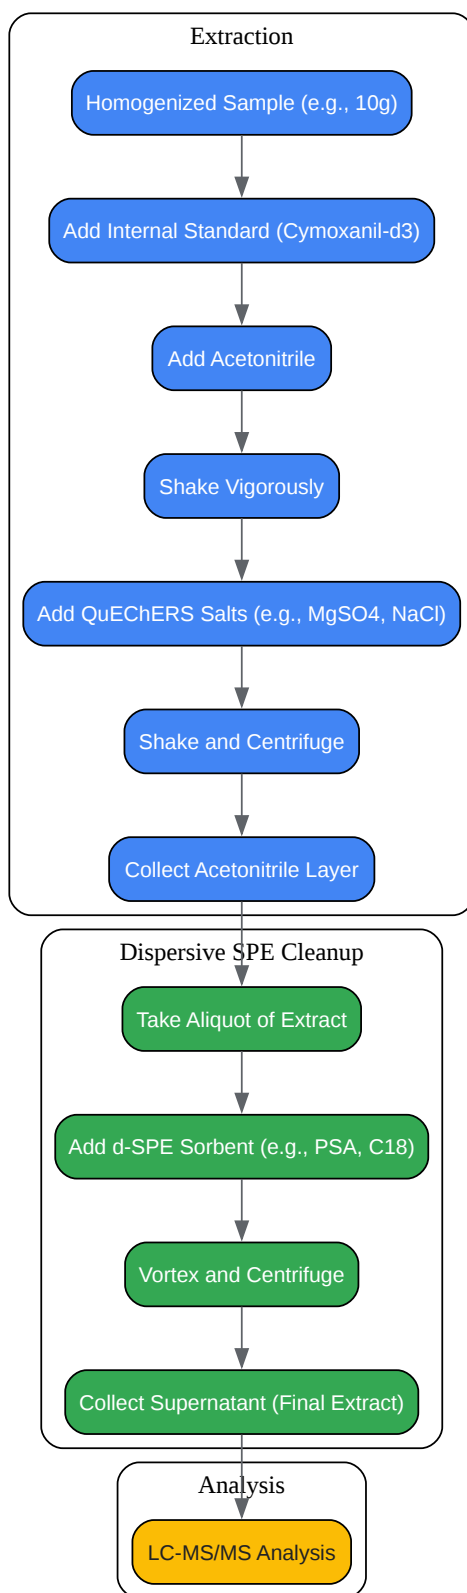 Extraction
Homogenized Sample (e.g., 10g)
Add Internal Standard (Cymoxanil-d3)
Add Acetonitrile
Shake Vigorously
Add QuEChERS Salts (e.g., MgSO4, NaCl)
Shake and Centrifuge
Collect Acetonitrile Layer
Dispersive SPE Cleanup
Take Aliquot of Extract
Add d-SPE Sorbent (e.g., PSA, C18)
Vortex and Centrifuge
Collect Supernatant (Final Extract)
Analysis
LC-MS/MS Analysis